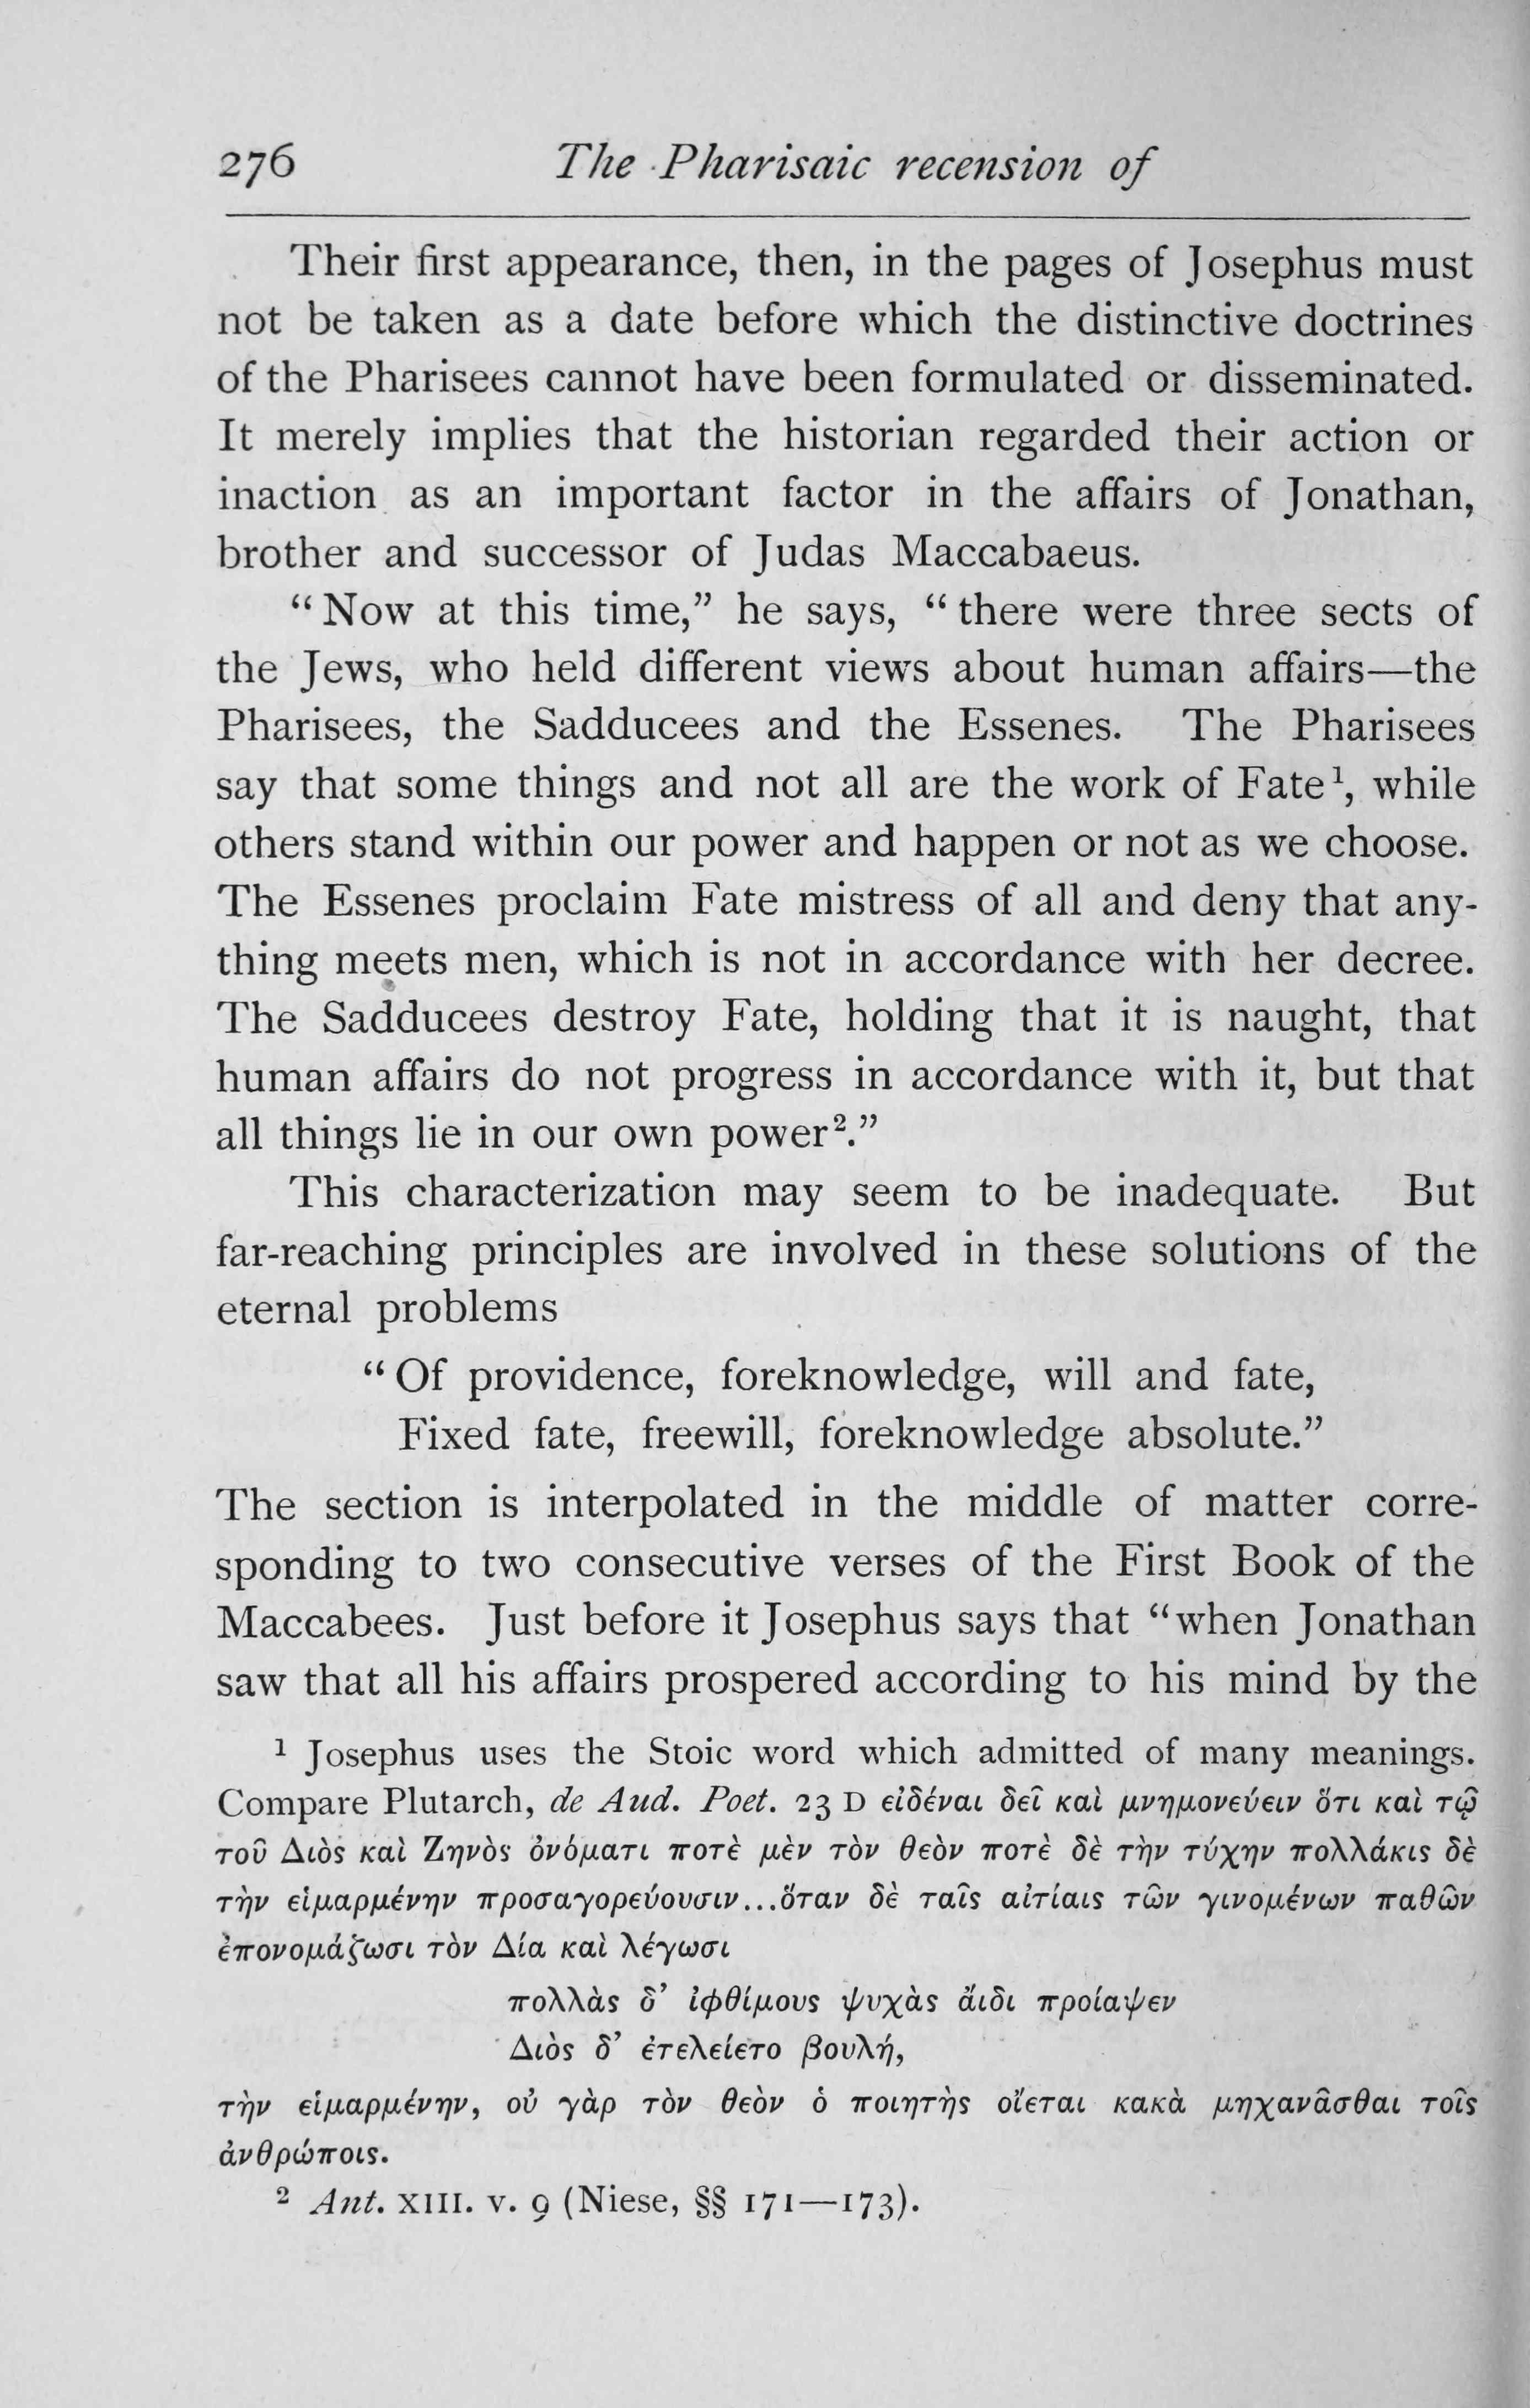 276 The Pharisaic recension of
Their first appearance, then, in the pages of Josephus must
not be taken as a date before which the distinctive doctrines
of the Pharisees cannot have been formulated or disseminated.
It merely implies that the historian regarded their action or
inaction as an important factor in the affairs of Jonathan,
brother and successor of Judas Maccabaeus.
“Now at this time,” he says, “there were three sects of
the Jews, who held different views about human affairs—the
Pharisees, the Sadducees and the Essenes. The Pharisees
say that some things and not all are the work of Fate¹, while
others stand within our power and happen or not as we choose.
The Essenes proclaim Fate mistress of all and deny that any-
thing meets men, which is not in accordance with her decree.
The Sadducees destroy Fate, holding that it is naught, that
human affairs do not progress in accordance with it, but that
all things lie in our own power².”
This characterization may seem to be inadequate. But
far-reaching principles are involved in these solutions of the
eternal problems
“Of providence, foreknowledge, will and fate,
Fixed fate, freewill, foreknowledge absolute.”
The section is interpolated in the middle of matter corre-
sponding to two consecutive verses of the First Book of the
Maccabees. Just before it Josephus says that “when Jonathan
saw that all his affairs prospered according to his mind by the
¹ Josephus uses the Stoic word which admitted of many meanings.
Compare Plutarch, de Aud. Poet. 23 D εἰδέναι δεῖ καὶ μνημονεύειν ὅτι καὶ τῷ
τοῦ Διὸς καὶ Ζηνὸς ὀνόματι ποτὲ μὲν τὸν θεὸν ποτὲ δὲ τὴν τύχην πολλάκις δὲ
τὴν εἱμαρμένην προσαγορεύουσιν...ὅταν δὲ ταῖς αἰτίαις τῶν γινομένων παθῶν
ἐπονομάζωσι τὸν Δία καὶ λέγωσι
πολλὰς δ’ ἰφθίμους ψυχὰς ἄιδι προίαψεν
Διὸς δ’ ἐτελείετο βουλή,
τὴν εἱμαρμένην, οὐ γὰρ τὸν θεὸν ὁ ποιητὴς οἴεται κακὰ μηχανᾶσθαι τοῖς
ἀνθρώποις.
² Ant. XIII. v. 9 (Niese, §§ 171—173).